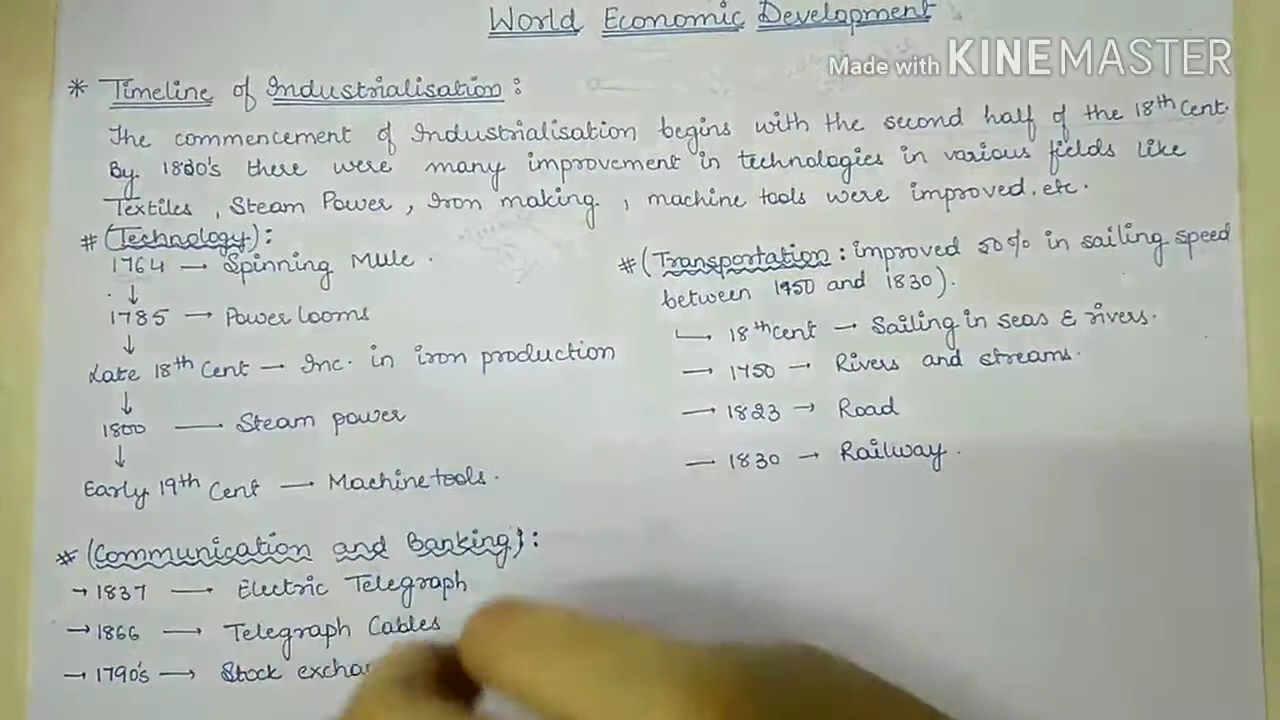 World Economic Development
Made with KINEMASTER
* Timeline of Industrialisation :
The commencement of Industrialisation begins with the second half of the 18th Cent.
By 1800's there were many improvement in technologies in various fields like
Textiles, Steam Power, Iron making, machine tools were improved. etc.
# (Technology) :
1764 — Spinning Mule.
↓
1785 → Power looms
↓
Late 18th Cent — Inc. in iron production
↓
1800 — Steam power
↓
Early 19th Cent — Machine tools.
# (Transportation : improved 50% in sailing speed
between 1750 and 1830).
→ 18th Cent → Sailing in seas & rivers.
→ 1750 → Rivers and streams.
→ 1823 → Road
— 1830 → Railway.
# (Communication and Banking) :
→ 1837 → Electric Telegraph
→ 1866 → Telegraph Cables
→ 1790's → Stock